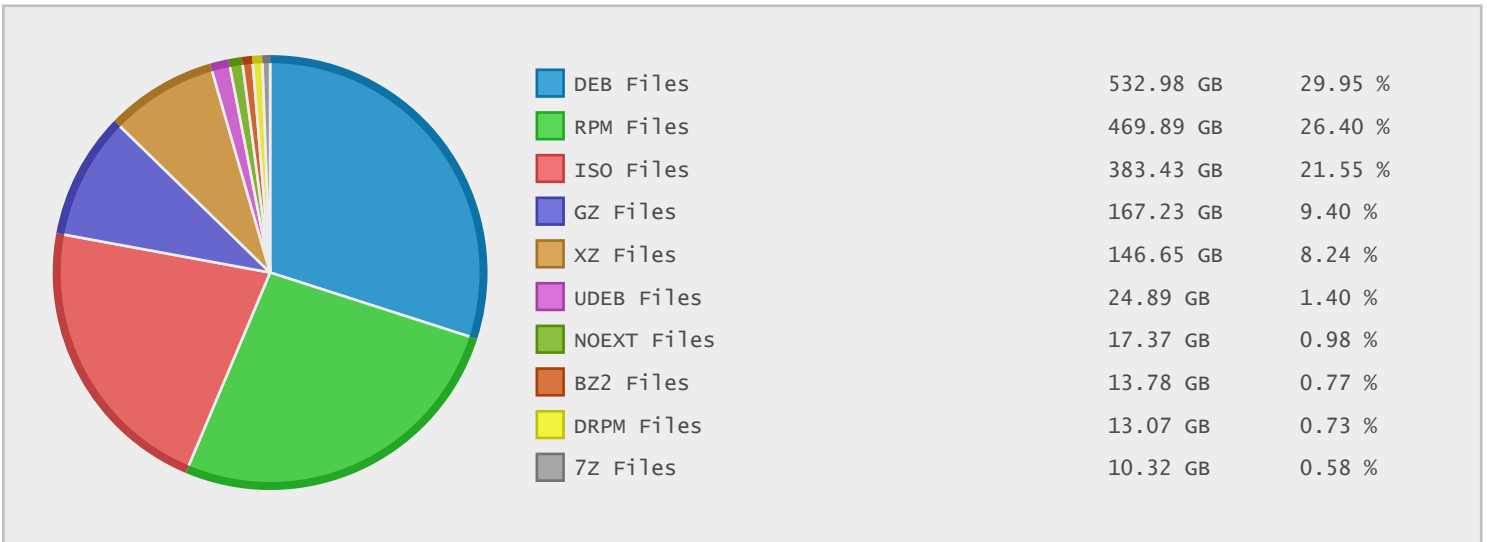 DEB Files 532.98 GB 29.95 %
RPM Files 469.89 GB 26.40 %
ISO Files 383.43 GB 21.55 %
GZ Files 167.23 GB 9.40 %
XZ Files 146.65 GB 8.24 %
UDEB Files 24.89 GB 1.40 %
NOEXT Files 17.37 GB 0.98 %
BZ2 Files 13.78 GB 0.77 %
DRPM Files 13.07 GB 0.73 %
7Z Files 10.32 GB 0.58 %